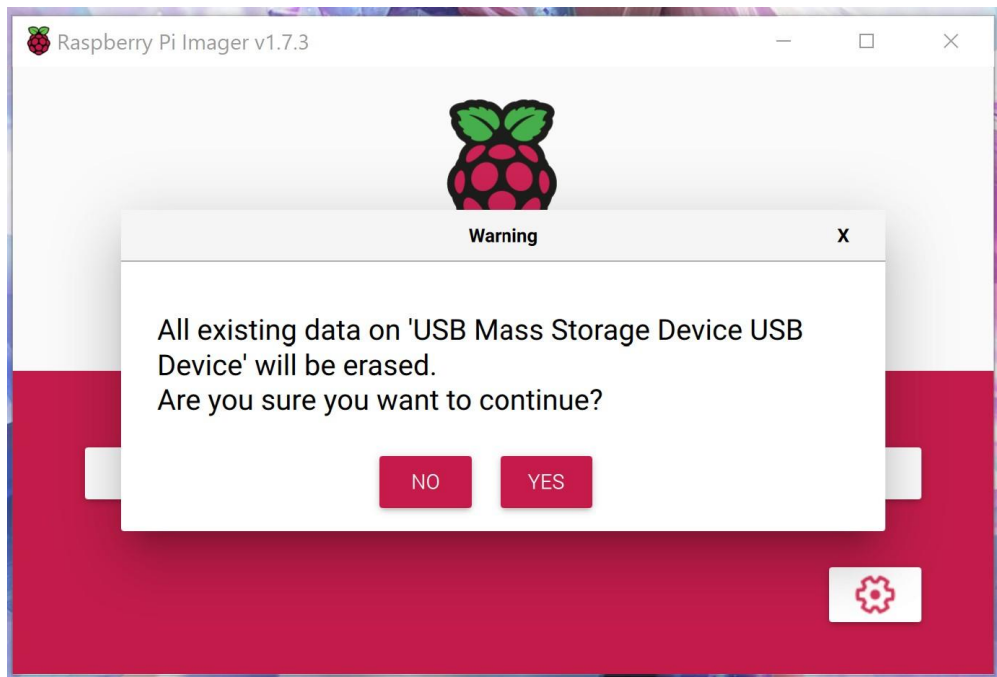 Raspberry Pi Imager v1.7.3
Warning
X
All existing data on 'USB Mass Storage Device USB
Device' will be erased.
Are you sure you want to continue?
NO
YES